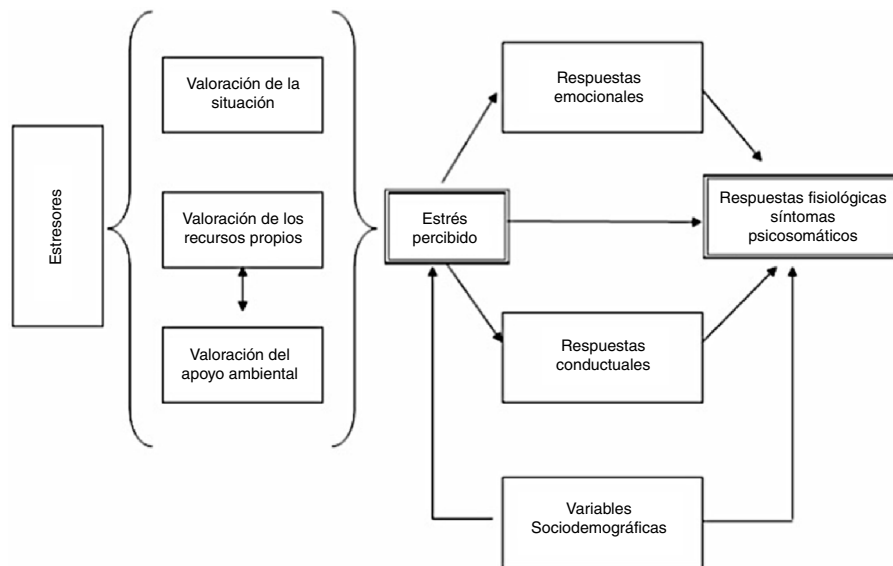 Estresores
Valoración de la
situación
Valoración de los
recursos propios
Valoración del
apoyo ambiental
Estrés
percibido
Respuestas
emocionales
Respuestas
conductuales
Variables
Sociodemográficas
Respuestas fisiológicas
síntomas
psicosomáticos